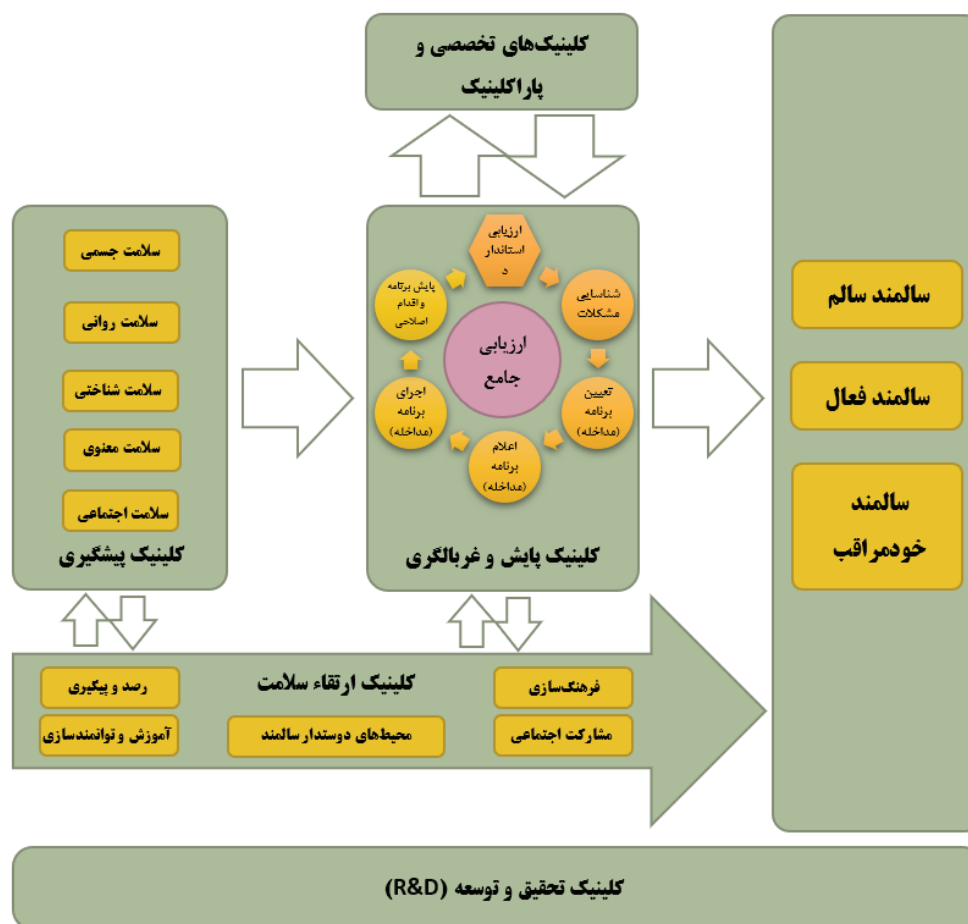 کلینیک‌های تخصصی و
پاراکلینیک
سلامت جسمی
سلامت روانی
سلامت شناختی
سلامت معنوی
سلامت اجتماعی
کلینیک پیشگیری
ارزیابی
استاندار
د
شناسایی
مشکلات
تعیین
برنامه
(مداخله)
اعلام
برنامه
(مداخله)
اجرای
برنامه
(مداخله)
پایش برنامه
و اقدام
اصلاحی
ارزیابی
جامع
کلینیک پایش و غربالگری
سالمند سالم
سالمند فعال
سالمند
خودمراقب
کلینیک ارتقاء سلامت
رصد و پیگیری
آموزش و توانمندسازی
محیط‌های دوستدار سالمند
فرهنگ‌سازی
مشارکت اجتماعی
کلینیک تحقیق و توسعه (R&D)